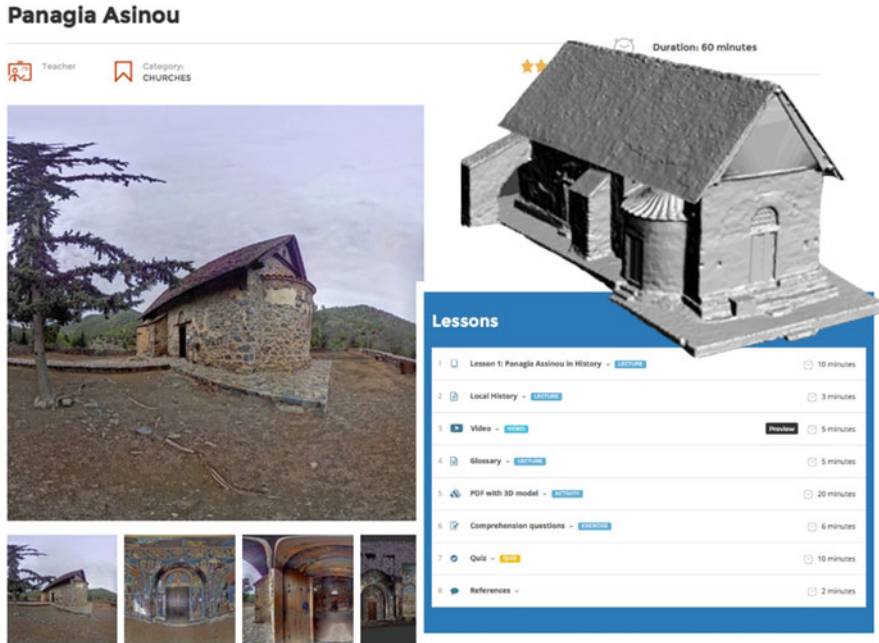 Panagia Asinou
Teacher
Category:
CHURCHES
Duration: 60 minutes
Lessons
1 Lesson 1: Panagia Assinou in History - LECTURE 10 minutes
2 Local History - LECTURE 3 minutes
3 Video - VIDEO Preview 5 minutes
4 Glossary - LECTURE 5 minutes
5 PDF with 3D model - ACTIVITY 20 minutes
6 Comprehension questions - EXERCISE 6 minutes
7 Quiz - QUIZ 10 minutes
8 References - 2 minutes